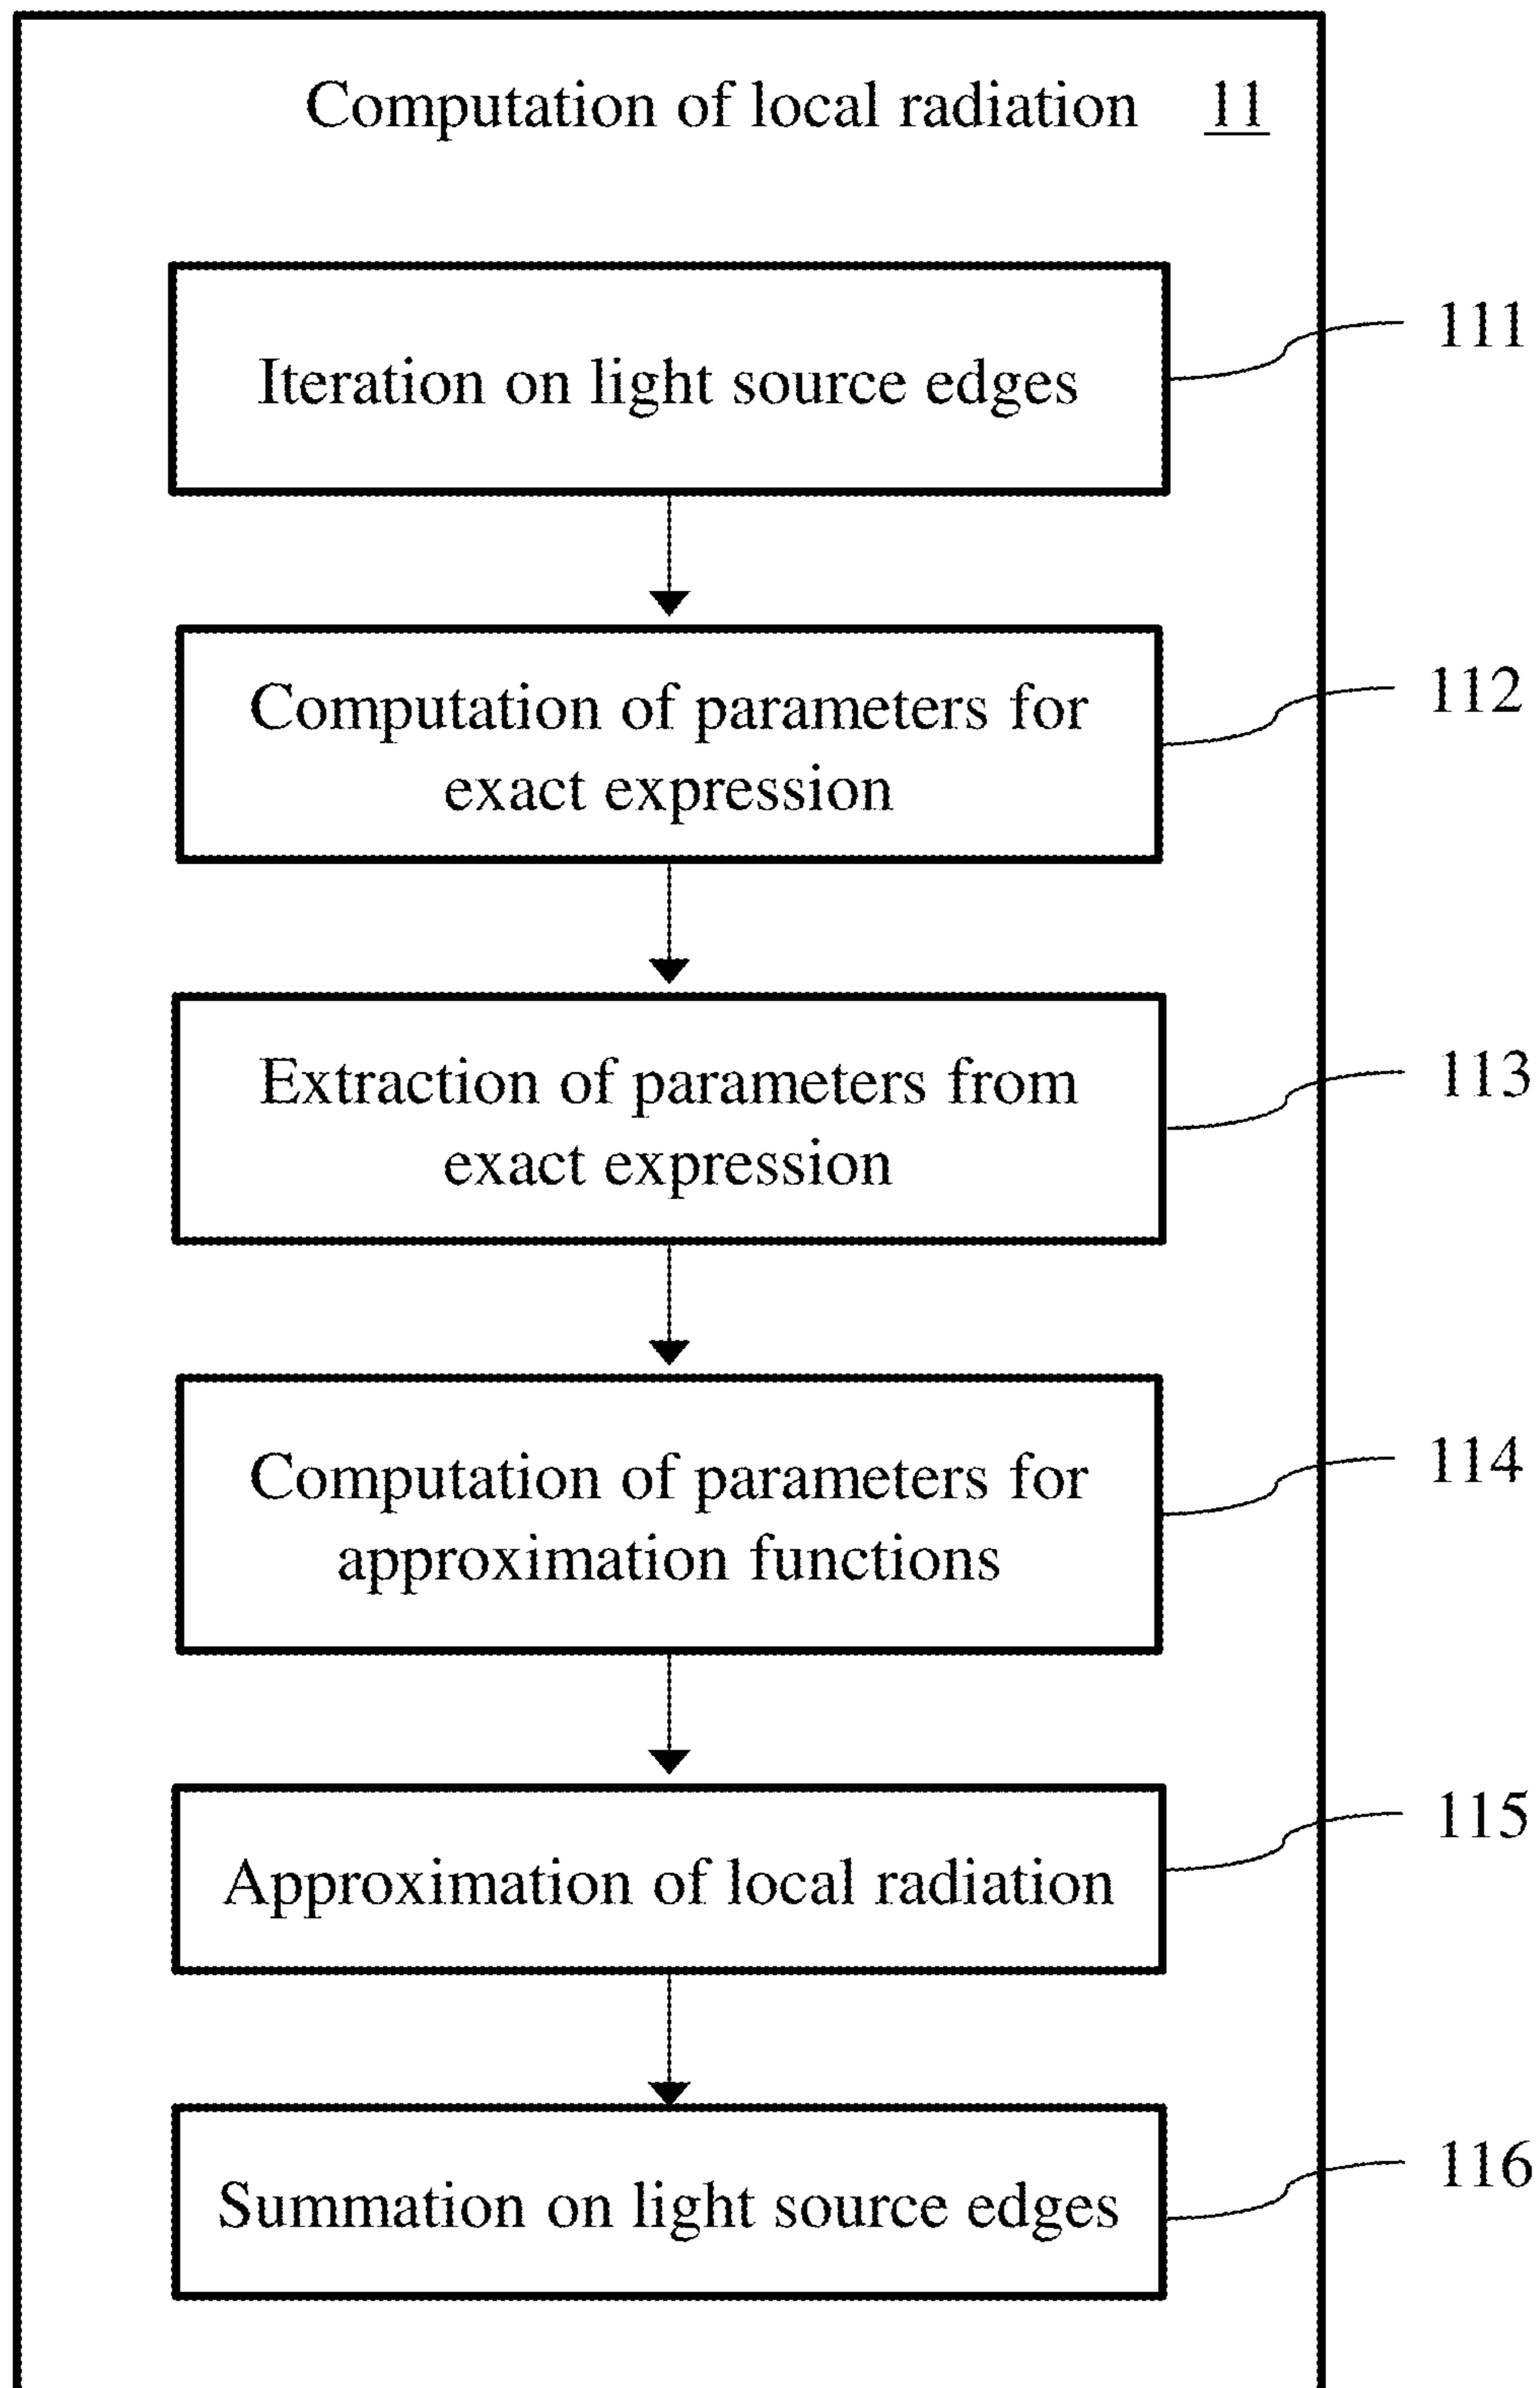 Computation of local radiation 11
Iteration on light source edges
111
Computation of parameters for
exact expression
112
Extraction of parameters from
exact expression
113
Computation of parameters for
approximation functions
114
Approximation of local radiation
115
Summation on light source edges
116